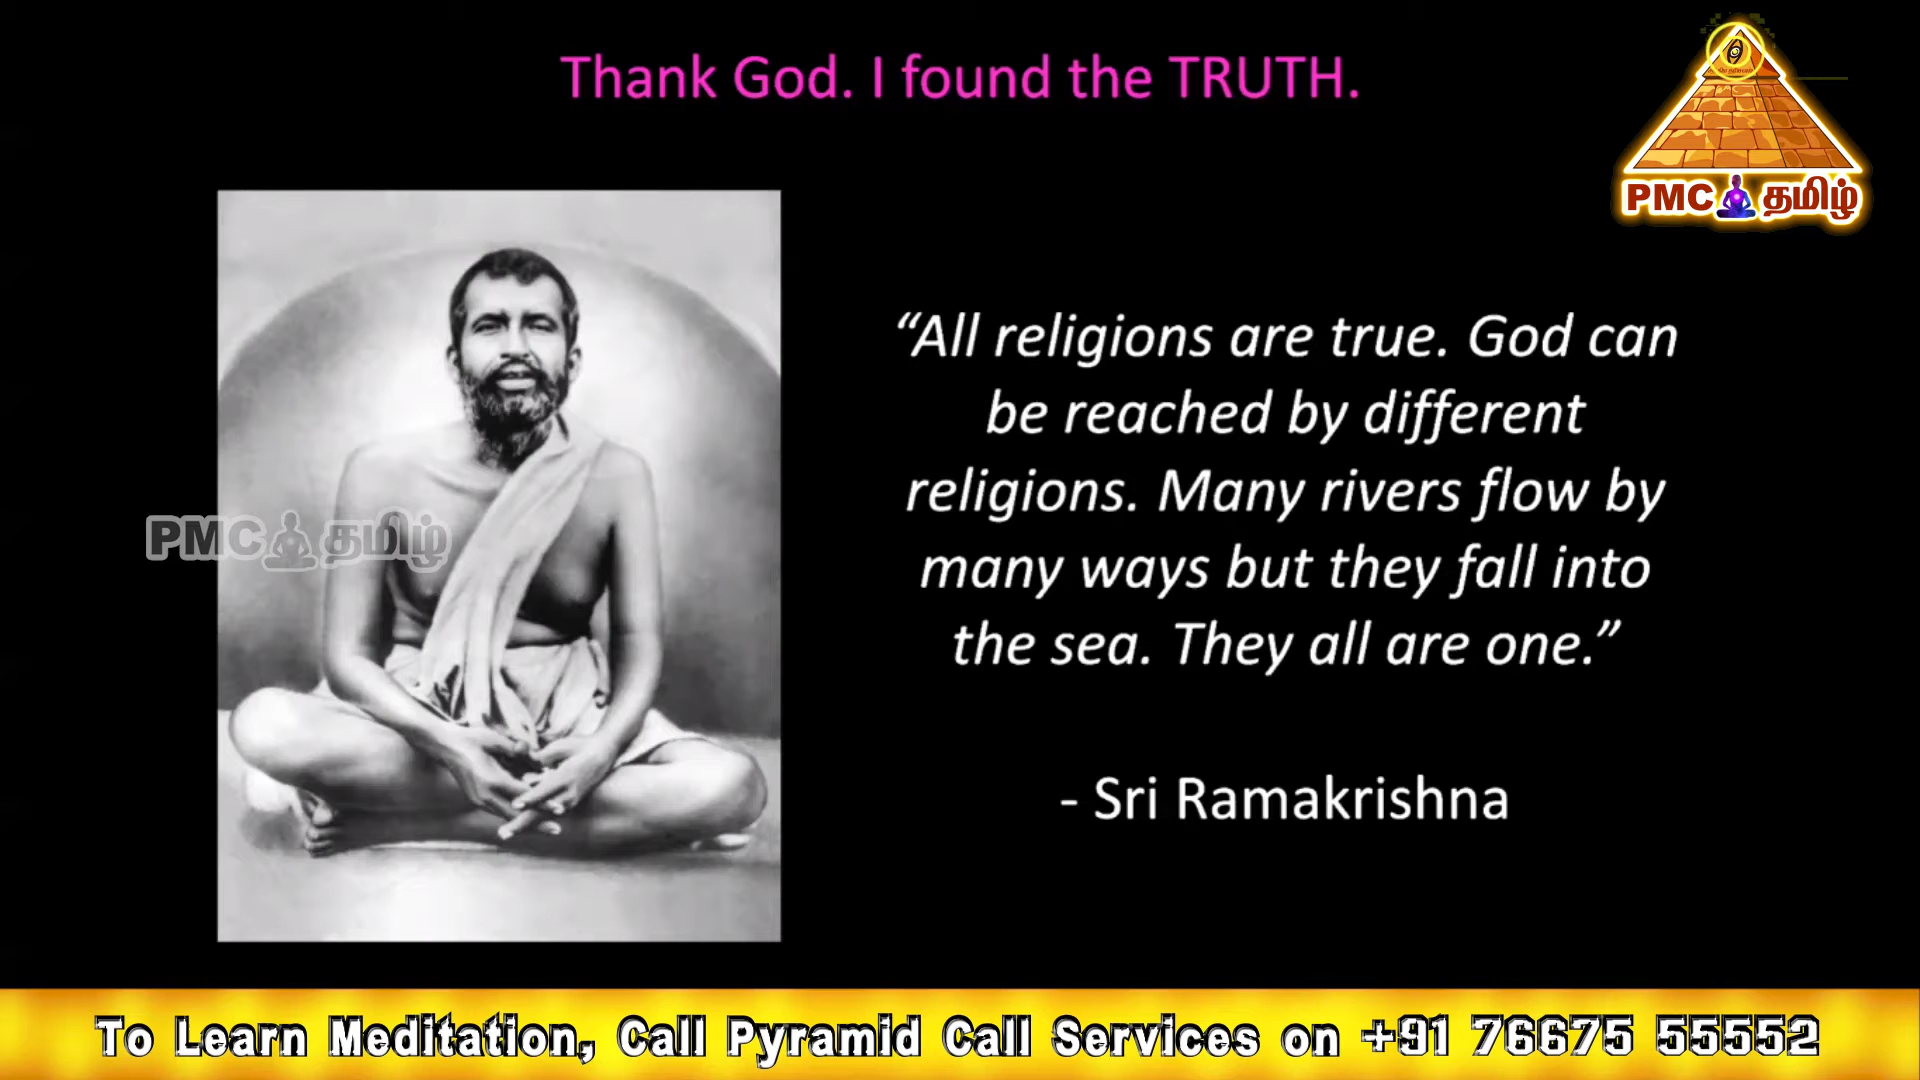 Thank God. I found the TRUTH.
PMC தமிழ்
“All religions are true. God can
be reached by different
religions. Many rivers flow by
many ways but they fall into
the sea. They all are one.”
- Sri Ramakrishna
PMC தமிழ்
To Learn Meditation, Call Pyramid Call Services on +91 76675 55552